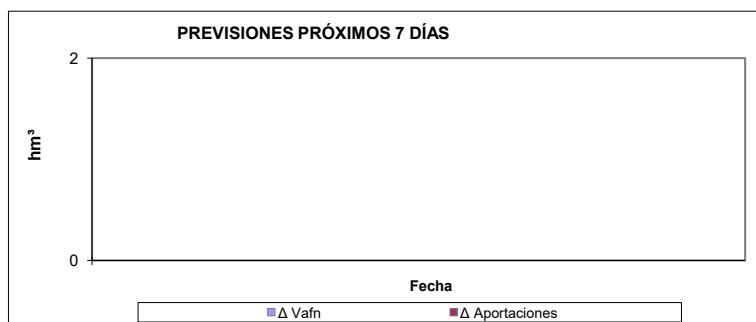 PREVISIONES PRÓXIMOS 7 DÍAS
2
hm³
0
Fecha
Δ Vafn
Δ Aportaciones